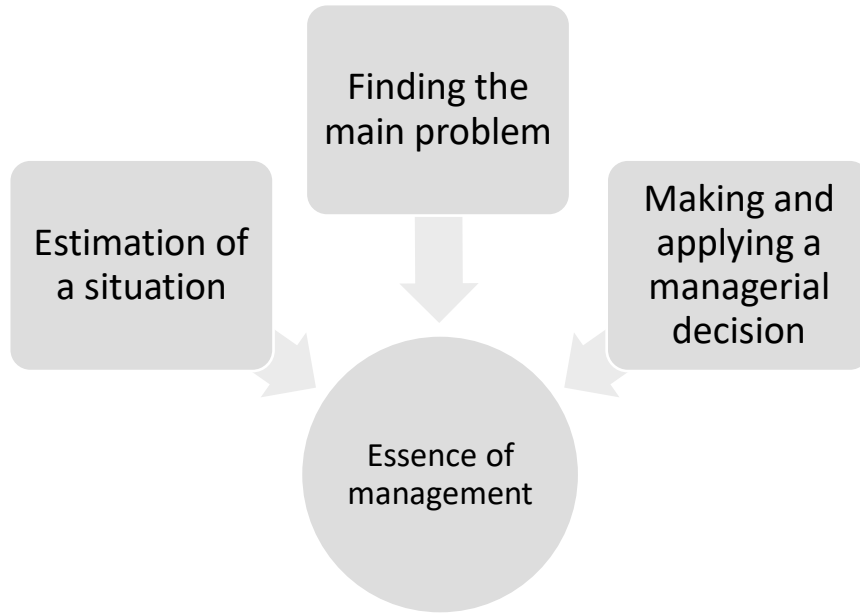 Finding the
main problem
Estimation of
a situation
Making and
applying a
managerial
decision
Essence of
management